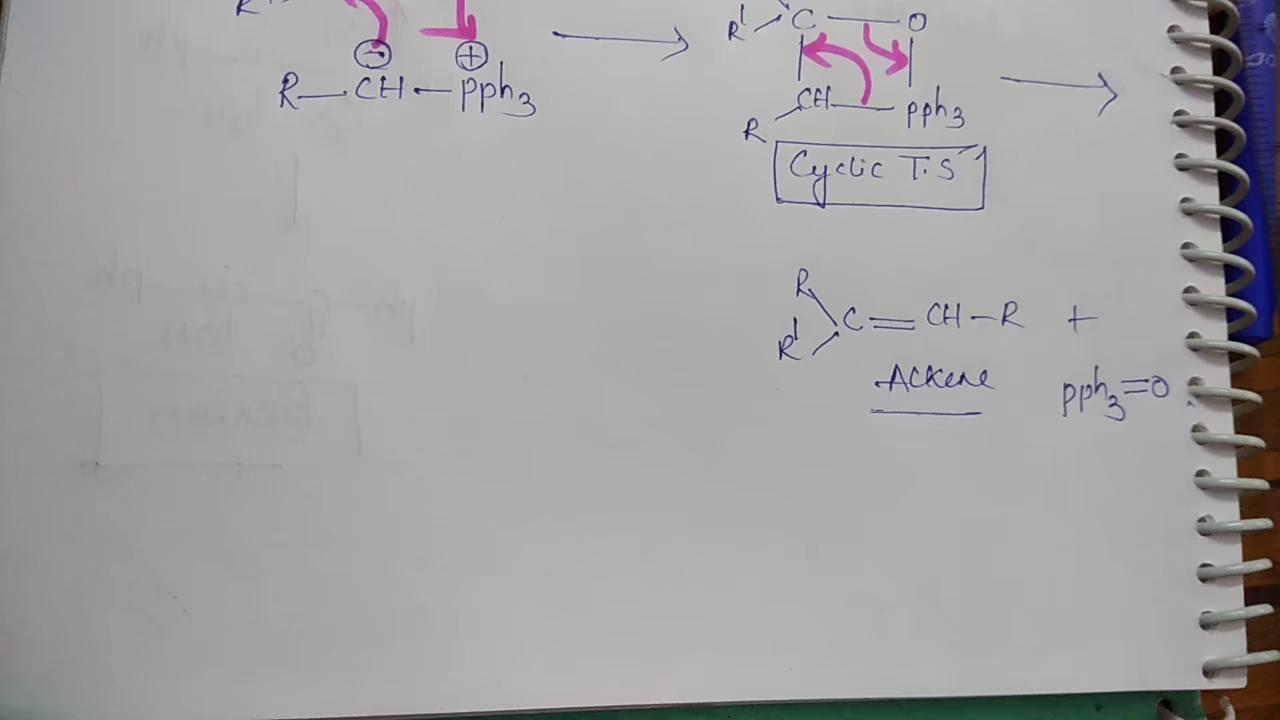 R' C O
R—CH—pph3
CH—pph3
R
Cyclic T.S
R
C=CH—R +
R'
Alkene pph3=O